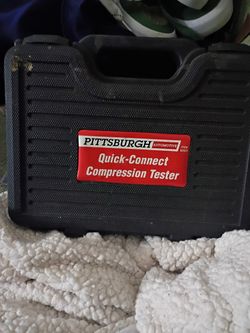 PITTSBURGH AUTOMOTIVE
Quick-Connect
Compression Tester